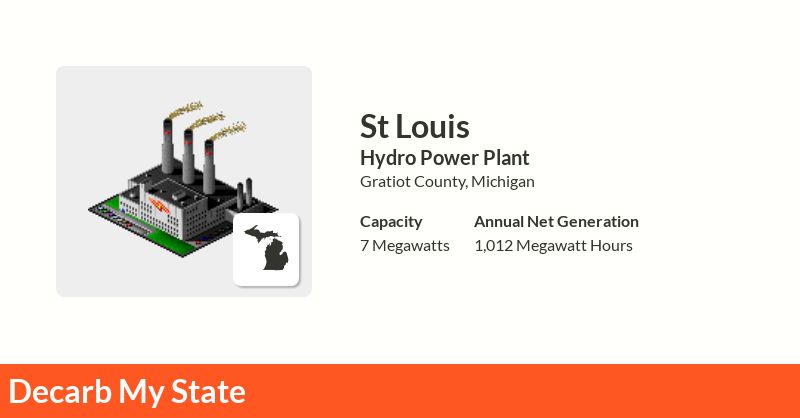 St Louis
Hydro Power Plant
Gratiot County, Michigan
Capacity
Annual Net Generation
7 Megawatts
1,012 Megawatt Hours
Decarb My State